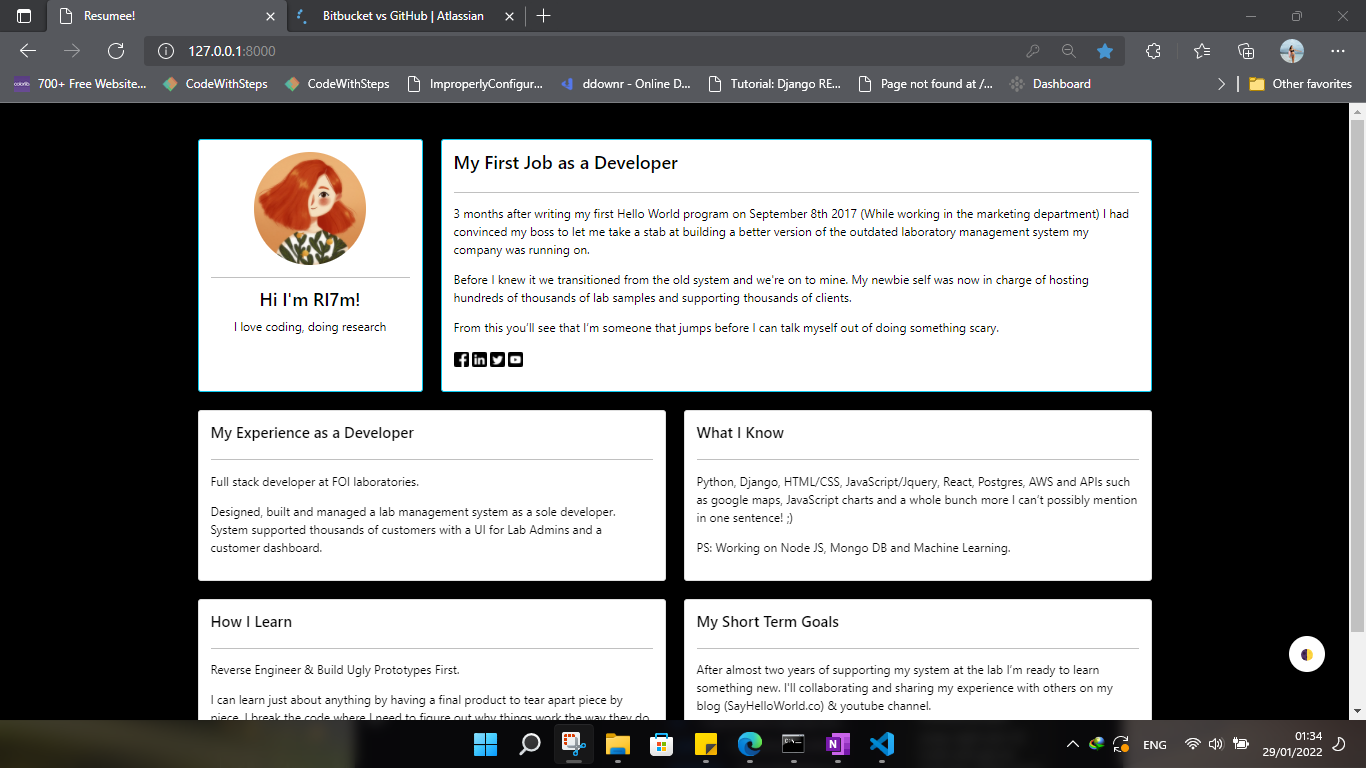 Resumee!
Bitbucket vs GitHub | Atlassian
127.0.0.1:8000
700+ Free Website...
CodeWithSteps
CodeWithSteps
ImproperlyConfigur...
ddownr - Online D...
Tutorial: Django RE...
Page not found at /...
Dashboard
Other favorites
Hi I'm RI7m!
I love coding, doing research
My First Job as a Developer
3 months after writing my first Hello World program on September 8th 2017 (While working in the marketing department) I had
convinced my boss to let me take a stab at building a better version of the outdated laboratory management system my
company was running on.
Before I knew it we transitioned from the old system and we're on to mine. My newbie self was now in charge of hosting
hundreds of thousands of lab samples and supporting thousands of clients.
From this you'll see that I'm someone that jumps before I can talk myself out of doing something scary.
My Experience as a Developer
Full stack developer at FOI laboratories.
Designed, built and managed a lab management system as a sole developer.
System supported thousands of customers with a UI for Lab Admins and a
customer dashboard.
What I Know
Python, Django, HTML/CSS, JavaScript/Jquery, React, Postgres, AWS and APIs such
as google maps, JavaScript charts and a whole bunch more I can't possibly mention
in one sentence! ;)
PS: Working on Node JS, Mongo DB and Machine Learning.
How I Learn
Reverse Engineer & Build Ugly Prototypes First.
I can learn just about anything by having a final product to tear apart piece by
piece. I break the code where I need to figure out why things work the way they do
My Short Term Goals
After almost two years of supporting my system at the lab I'm ready to learn
something new. I'll collaborating and sharing my experience with others on my
blog (SayHelloWorld.co) & youtube channel.
ENG
01:34
29/01/2022